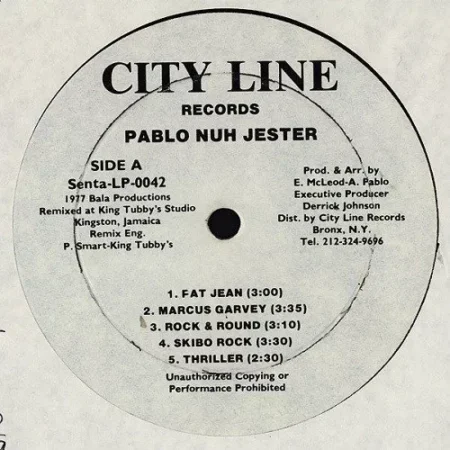 CITY LINE
RECORDS
PABLO NUH JESTER
SIDE A
Senta-LP-0042
1977 Bala Productions
Remixed at King Tubby's Studio
Kingston, Jamaica
Remix Eng.
P. Smart-King Tubby's
Prod. & Arr. by
E. McLeod-A. Pablo
Executive Producer
Derrick Johnson
Dist. by City Line Records
Bronx, N.Y.
Tel. 212-324-9696
1. FAT JEAN (3:00)
2. MARCUS GARVEY (3:35)
3. ROCK & ROUND (3:10)
4. SKIBO ROCK (3:30)
5. THRILLER (2:30)
Unauthorized Copying or
Performance Prohibited